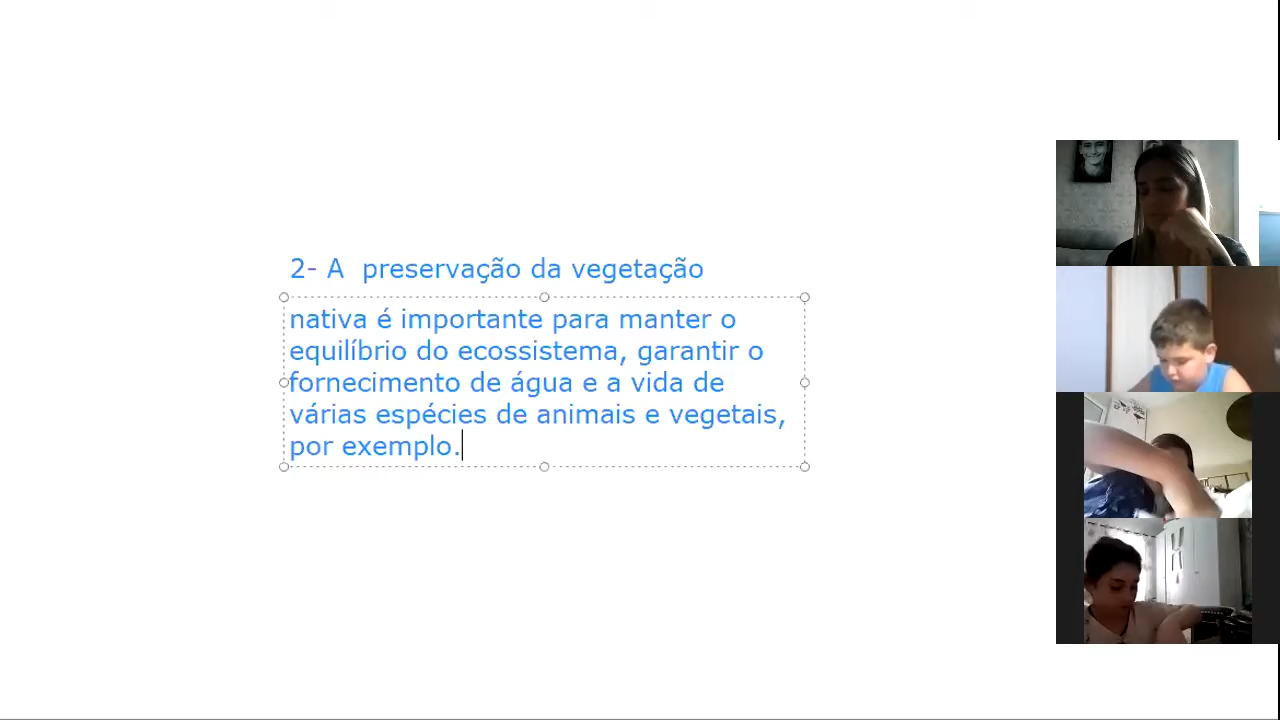 2- A  preservação da vegetação
nativa é importante para manter o
equilíbrio do ecossistema, garantir o
fornecimento de água e a vida de
várias espécies de animais e vegetais,
por exemplo.